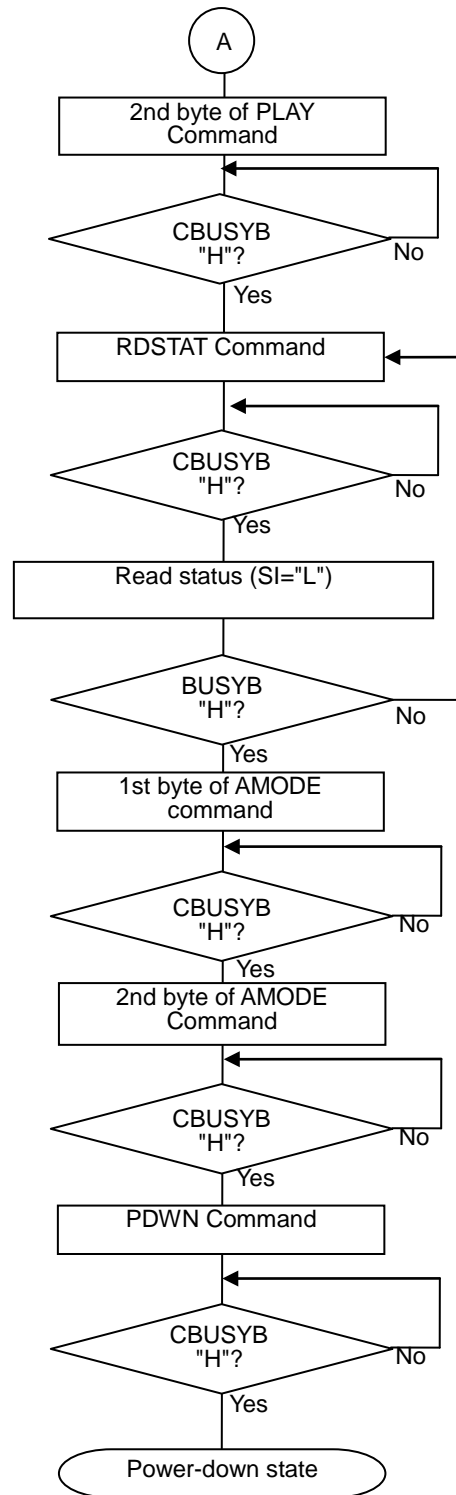 A
2nd byte of PLAY
Command
CBUSYB
"H"?
No
Yes
RDSTAT Command
CBUSYB
"H"?
No
Yes
Read status (SI="L")
BUSYB
"H"?
No
Yes
1st byte of AMODE
command
CBUSYB
"H"?
No
Yes
2nd byte of AMODE
Command
CBUSYB
"H"?
No
Yes
PDWN Command
CBUSYB
"H"?
No
Yes
Power-down state